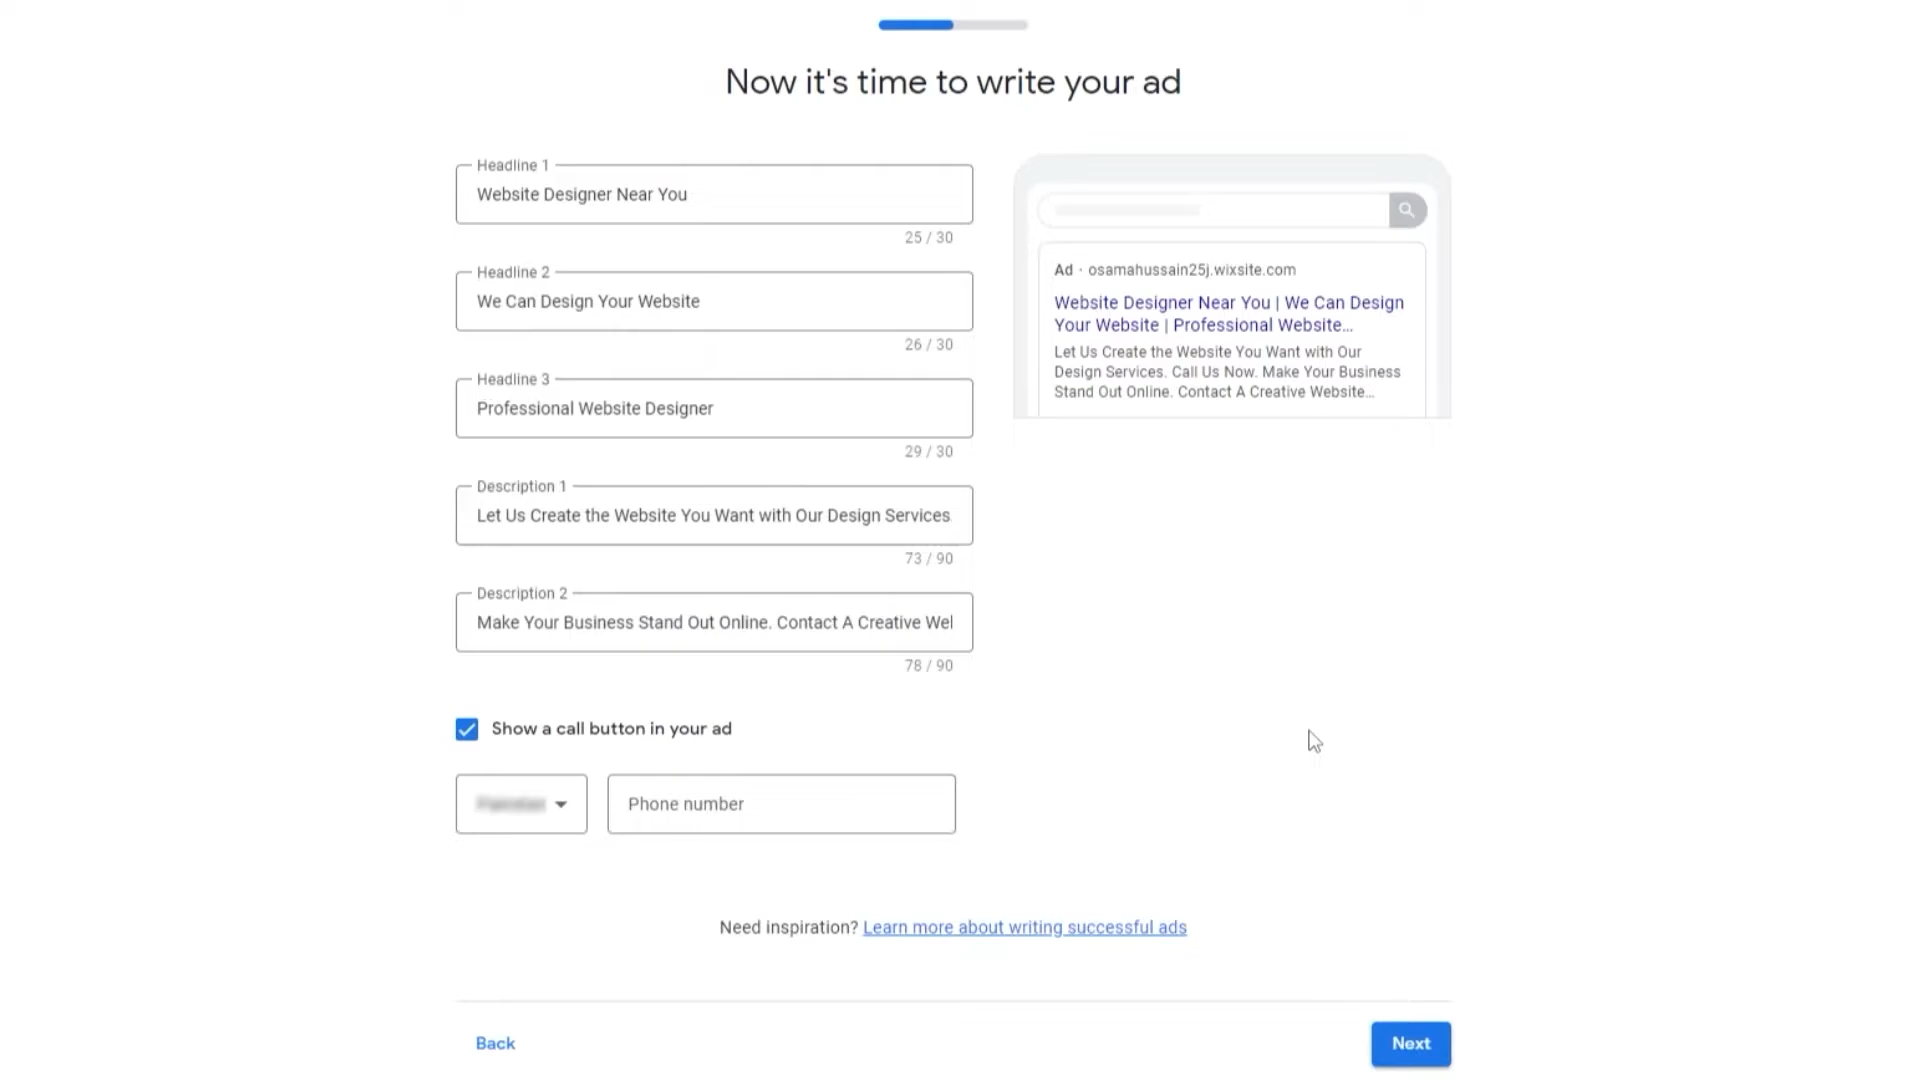 Now it's time to write your ad
Headline 1
Website Designer Near You
25 / 30
Headline 2
We Can Design Your Website
26 / 30
Headline 3
Professional Website Designer
29 / 30
Description 1
Let Us Create the Website You Want with Our Design Services
73 / 90
Description 2
Make Your Business Stand Out Online. Contact A Creative Wel
78 / 90
Show a call button in your ad
Phone number
Ad · osamahussain25j.wixsite.com
Website Designer Near You | We Can Design
Your Website | Professional Website...
Let Us Create the Website You Want with Our
Design Services. Call Us Now. Make Your Business
Stand Out Online. Contact A Creative Website...
Need inspiration? Learn more about writing successful ads
Back
Next